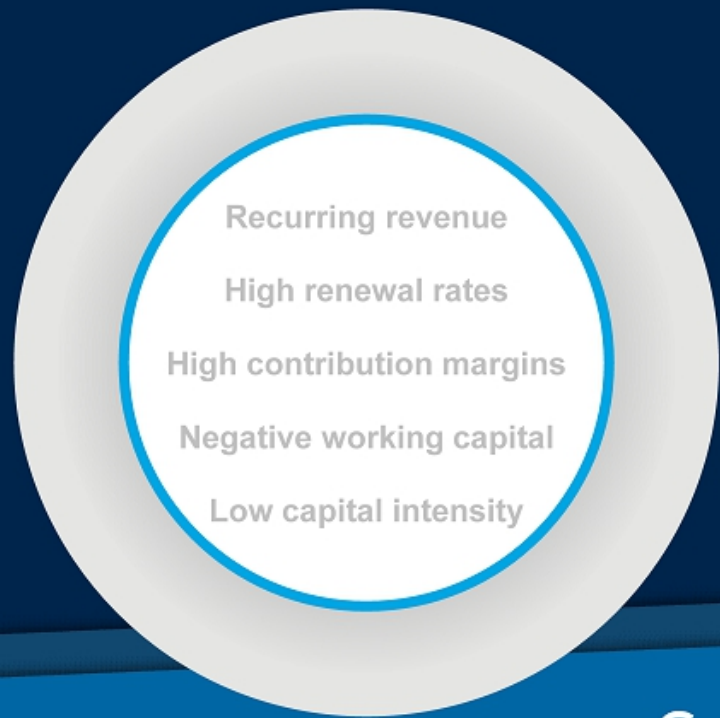 Recurring revenue
High renewal rates
High contribution margins
Negative working capital
Low capital intensity